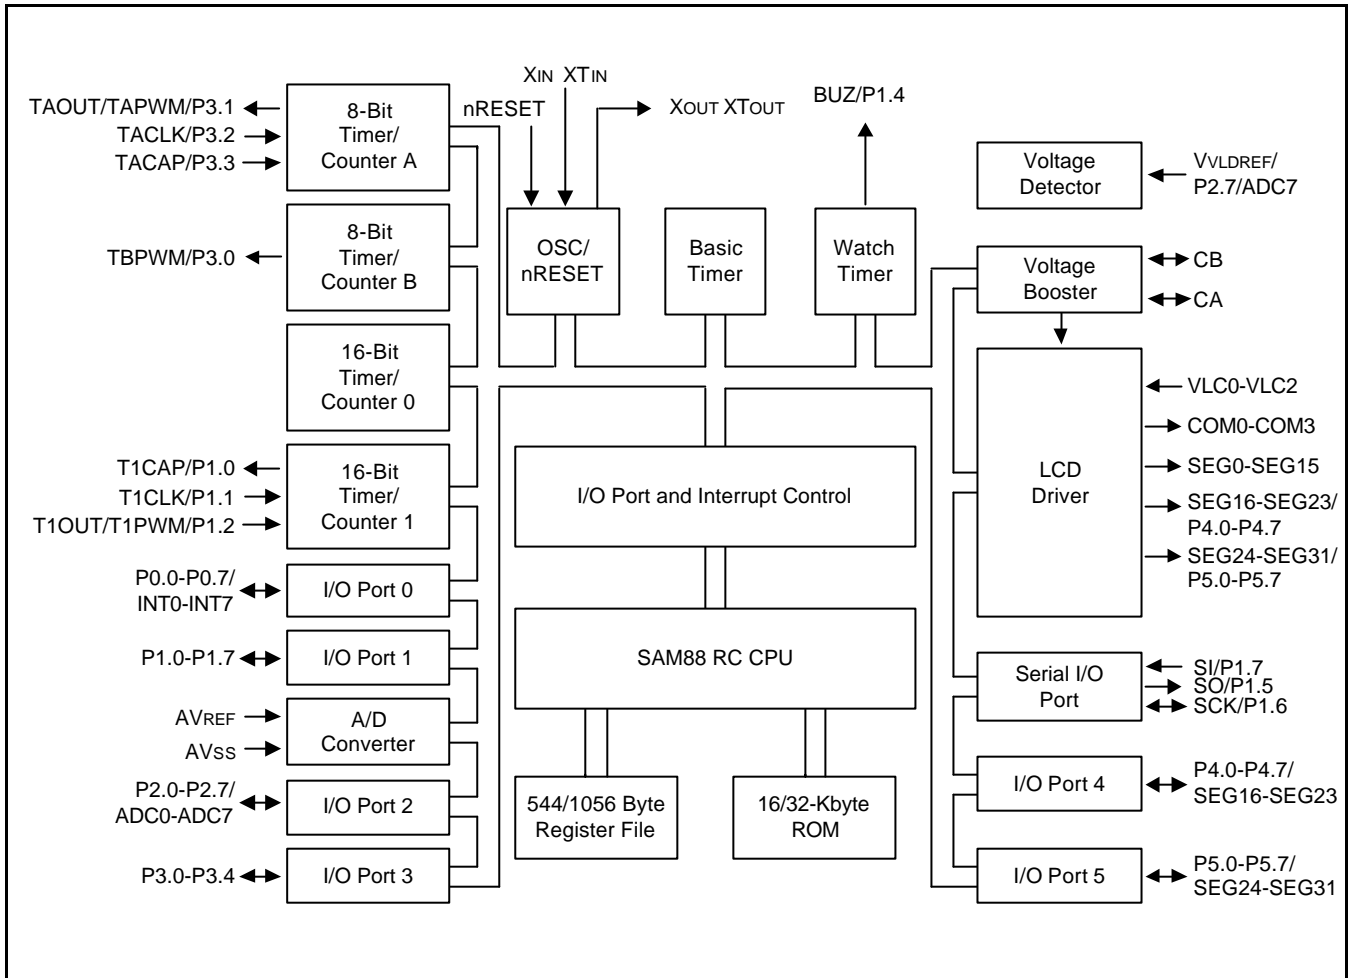 XIN XTIN
nRESET
XOUT XTOUT
BUZ/P1.4
TAOUT/TAPWM/P3.1
TACLK/P3.2
TACAP/P3.3
8-Bit
Timer/
Counter A
TBPWM/P3.0
8-Bit
Timer/
Counter B
16-Bit
Timer/
Counter 0
T1CAP/P1.0
T1CLK/P1.1
T1OUT/T1PWM/P1.2
16-Bit
Timer/
Counter 1
P0.0-P0.7/
INT0-INT7
I/O Port 0
P1.0-P1.7
I/O Port 1
AVREF
AVSS
A/D
Converter
P2.0-P2.7/
ADC0-ADC7
I/O Port 2
P3.0-P3.4
I/O Port 3
OSC/
nRESET
Basic
Timer
Watch
Timer
I/O Port and Interrupt Control
SAM88 RC CPU
544/1056 Byte
Register File
16/32-Kbyte
ROM
Voltage
Detector
VVLDREF/
P2.7/ADC7
Voltage
Booster
CB
CA
LCD
Driver
VLC0-VLC2
COM0-COM3
SEG0-SEG15
SEG16-SEG23/
P4.0-P4.7
SEG24-SEG31/
P5.0-P5.7
Serial I/O
Port
SI/P1.7
SO/P1.5
SCK/P1.6
I/O Port 4
P4.0-P4.7/
SEG16-SEG23
I/O Port 5
P5.0-P5.7/
SEG24-SEG31